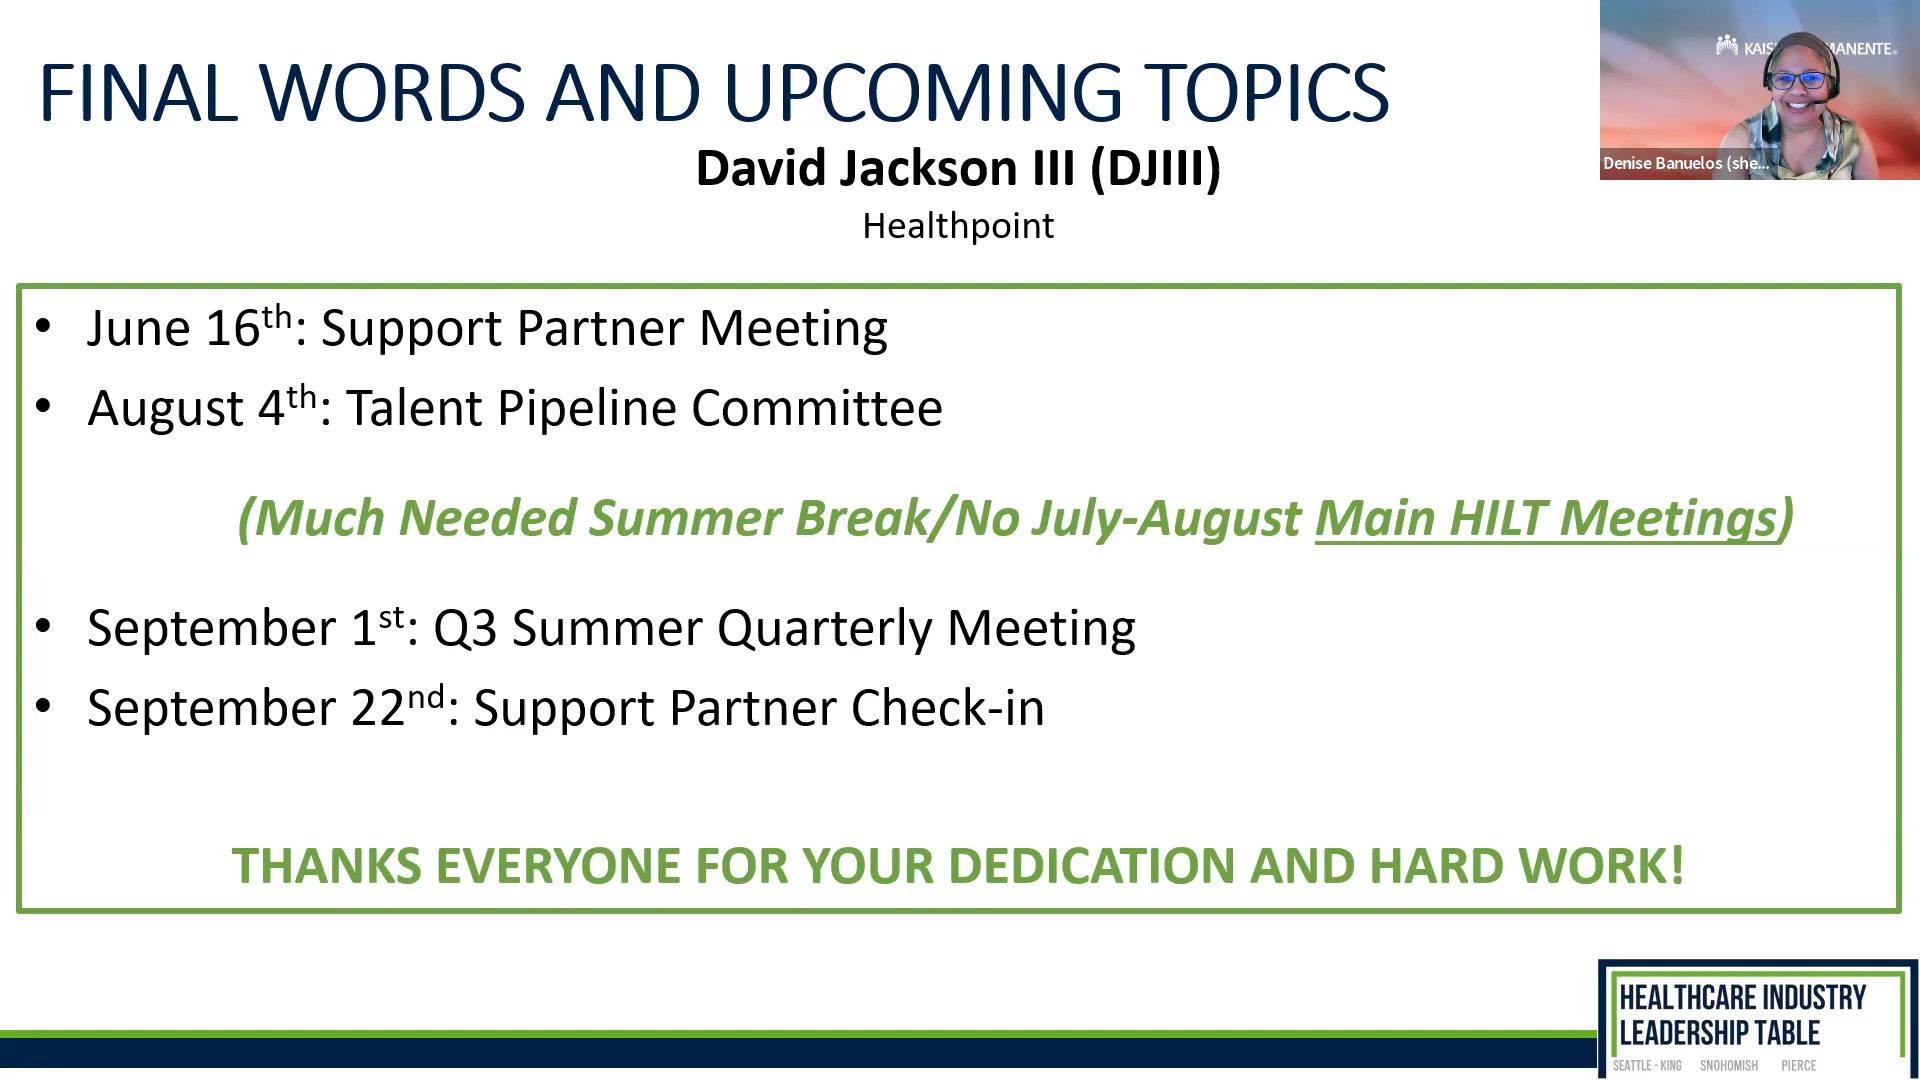 FINAL WORDS AND UPCOMING TOPICS
David Jackson III (DJIII)
Healthpoint
• June 16th: Support Partner Meeting
• August 4th: Talent Pipeline Committee
(Much Needed Summer Break/No July-August Main HILT Meetings)
• September 1st: Q3 Summer Quarterly Meeting
• September 22nd: Support Partner Check-in
THANKS EVERYONE FOR YOUR DEDICATION AND HARD WORK!
Denise Banuelos (she...
HEALTHCARE INDUSTRY
LEADERSHIP TABLE
SEATTLE - KING SNOHOMISH PIERCE